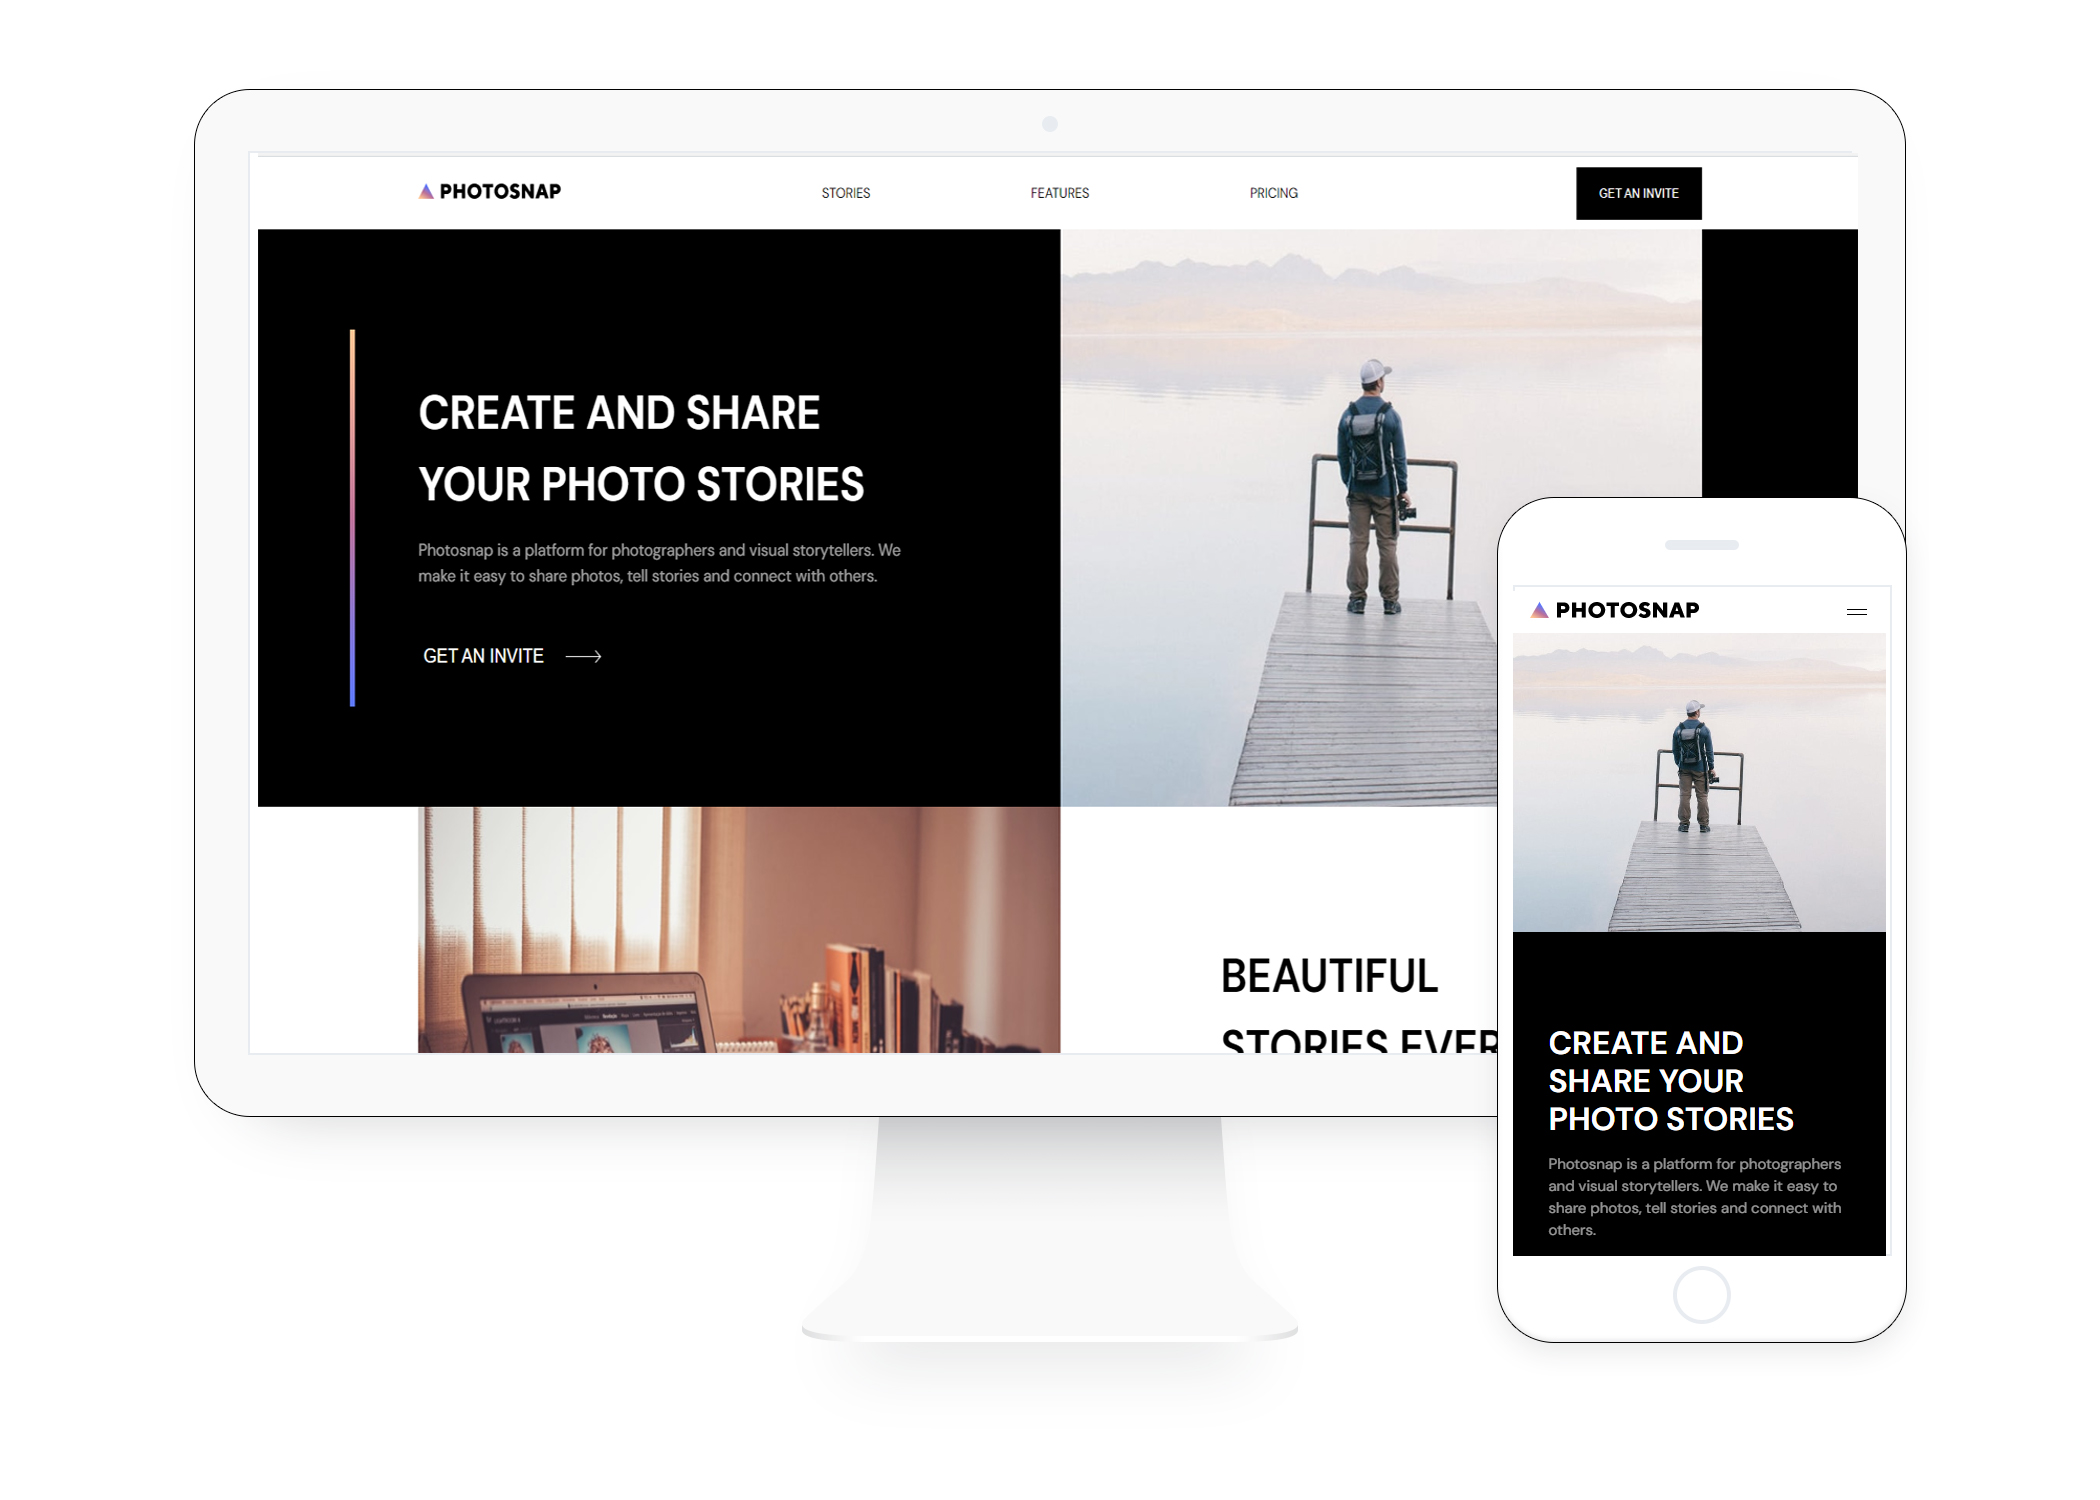 PHOTOSNAP
STORIES
FEATURES
PRICING
GET AN INVITE
CREATE AND SHARE
YOUR PHOTO STORIES
Photosnap is a platform for photographers and visual storytellers. We
make it easy to share photos, tell stories and connect with others.
GET AN INVITE
BEAUTIFUL
STORIES EVER
PHOTOSNAP
CREATE AND
SHARE YOUR
PHOTO STORIES
Photosnap is a platform for photographers
and visual storytellers. We make it easy to
share photos, tell stories and connect with
others.